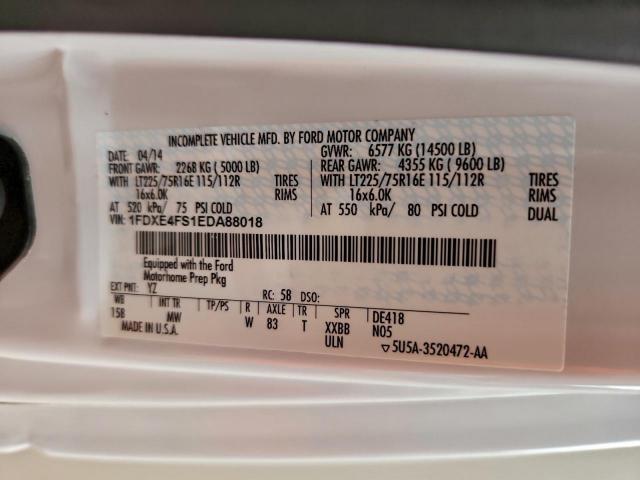 INCOMPLETE VEHICLE MFD. BY FORD MOTOR COMPANY
DATE: 04/14 GVWR: 6577 KG (14500 LB)
FRONT GAWR: 2268 KG (5000 LB) REAR GAWR: 4355 KG (9600 LB)
WITH LT225/75R16E 115/112R TIRES WITH LT225/75R16E 115/112R TIRES
16x6.0K RIMS 16x6.0K RIMS
AT 520 kPa/ 75 PSI COLD AT 550 kPa/ 80 PSI COLD DUAL
VIN: 1FDXE4FS1EDA88018
Equipped with the Ford
Motorhome Prep Pkg
EXT PNT: YZ RC: 58 DSO:
WB INT TR TP/PS R AXLE TR SPR DE418
158 MW W 83 T XXBB N05
MADE IN U.S.A. ULN ▽5U5A-3520472-AA